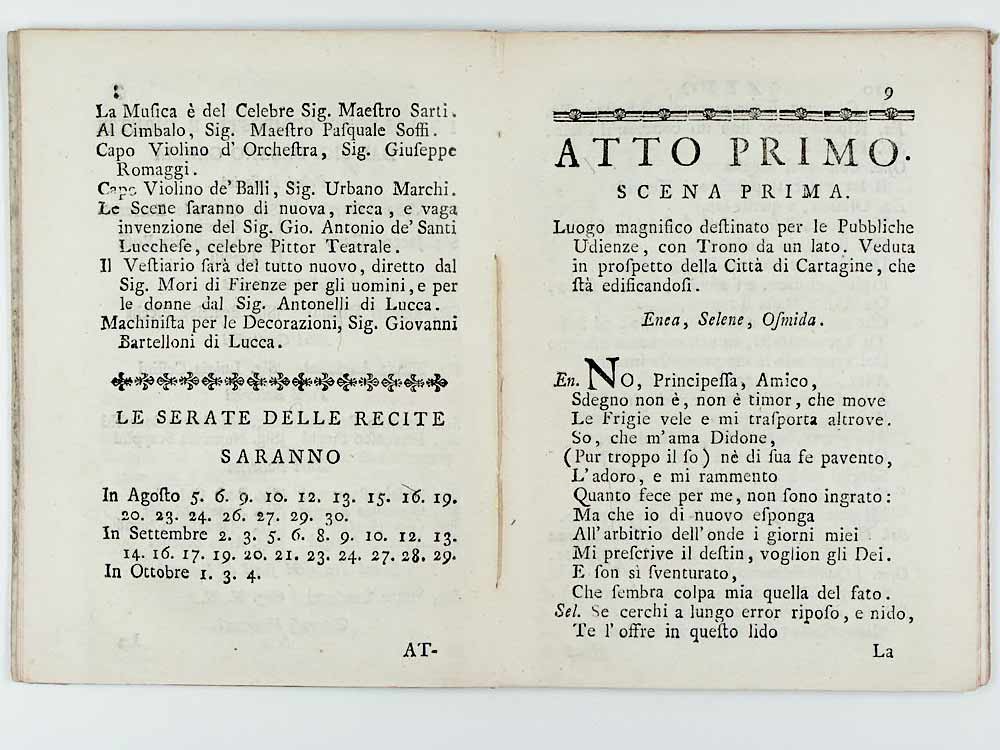 La Muſica è del Celebre Sig. Maeſtro Sarti.
Al Cimbalo, Sig. Maeſtro Paſquale Soffi.
Capo Violino d' Orcheſtra, Sig. Giuſeppe
Romaggi.
Capo Violino de' Balli, Sig. Urbano Marchi.
Le Scene ſaranno di nuova, ricca, e vaga
invenzione del Sig. Gio. Antonio de' Santi
Luccheſe, celebre Pittor Teatrale.
Il Veſtiario ſarà del tutto nuovo, diretto dal
Sig. Mori di Firenze per gli uomini, e per
le donne dal Sig. Antonelli di Lucca.
Machiniſta per le Decorazioni, Sig. Giovanni
Bartelloni di Lucca.
LE SERATE DELLE RECITE
SARANNO
In Agoſto 5. 6. 9. 10. 12. 13. 15. 16. 19.
20. 23. 24. 26. 27. 29. 30.
In Settembre 2. 3. 5. 6. 8. 9. 10. 12. 13.
14. 16. 17. 19. 20. 21. 23. 24. 27. 28. 29.
In Ottobre 1. 3. 4.
AT-
9
ATTO PRIMO.
SCENA PRIMA.
Luogo magnifico deſtinato per le Pubbliche
Udienze, con Trono da un lato. Veduta
in proſpetto della Città di Cartagine, che
ſtà edificandoſi.
Enea, Selene, Oſmida.
En. NO, Principeſſa, Amico,
Sdegno non è, non è timor, che move
Le Frigie vele e mi traſporta altrove.
So, che m'ama Didone,
(Pur troppo il ſo) nè di ſua fe pavento,
L'adoro, e mi rammento
Quanto fece per me, non ſono ingrato:
Ma che io di nuovo eſponga
All'arbitrio dell'onde i giorni miei
Mi preſcrive il deſtin, voglion gli Dei.
E ſon sì ſventurato,
Che ſembra colpa mia quella del fato.
Sel. Se cerchi a lungo error ripoſo, e nido,
Te l' offre in queſto lido
La